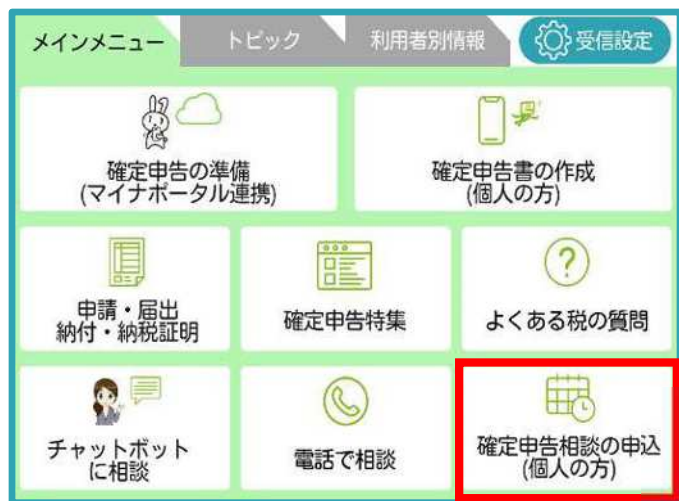 メインメニュー
トピック
利用者別情報
受信設定
確定申告の準備
(マイナポータル連携)
確定申告書の作成
(個人の方)
申請・届出
納付・納税証明
確定申告特集
よくある税の質問
チャットボット
に相談
電話で相談
確定申告相談の申込
(個人の方)